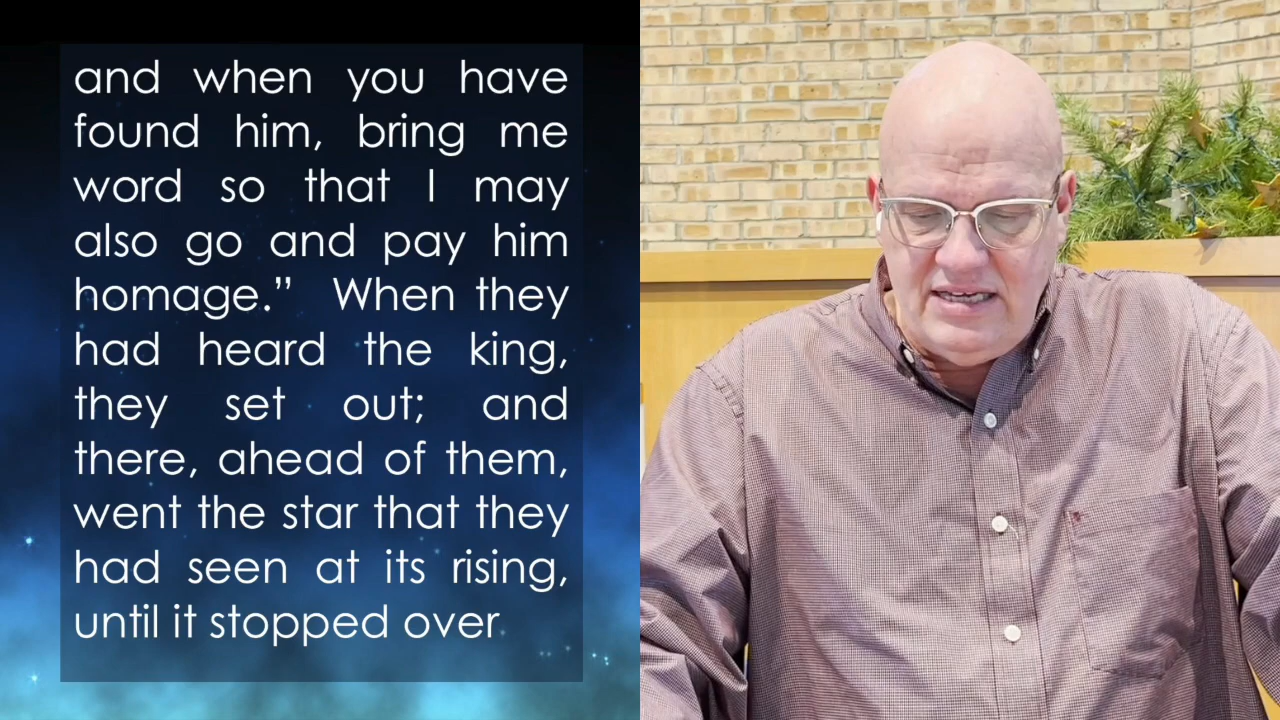 and when you have
found him, bring me
word so that I may
also go and pay him
homage.” When they
had heard the king,
they set out; and
there, ahead of them,
went the star that they
had seen at its rising,
until it stopped over